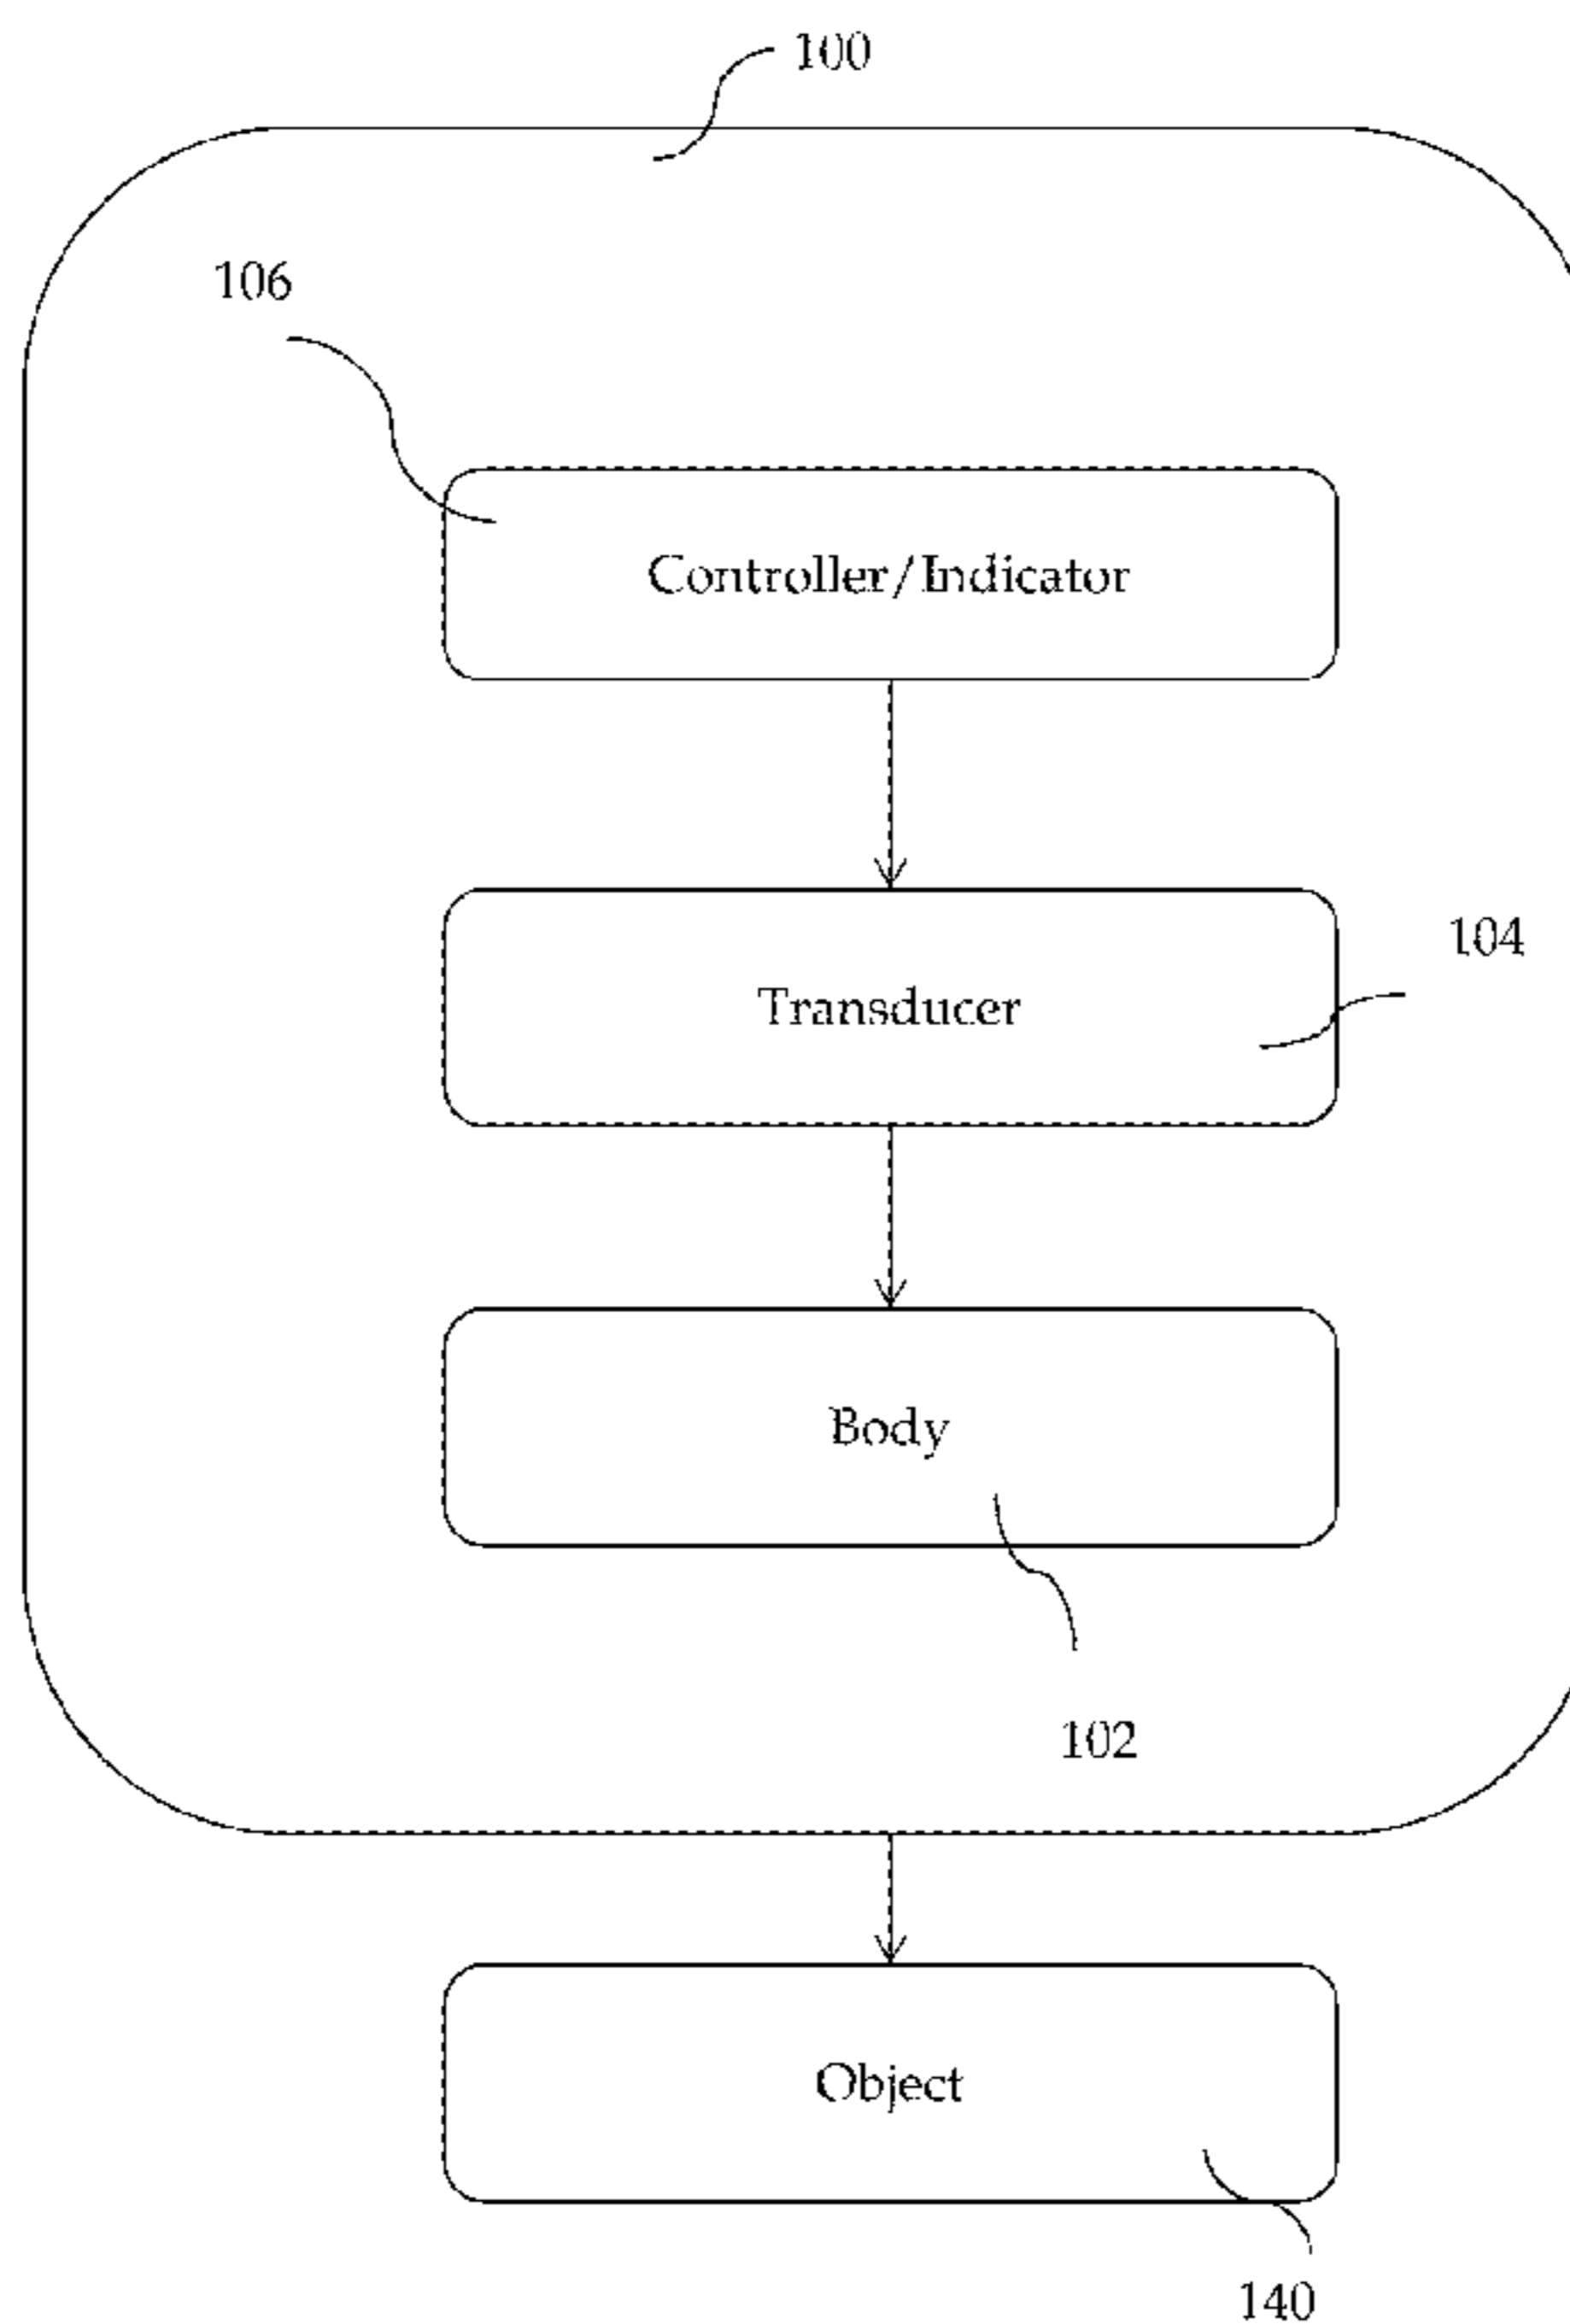 100
106
Controller/Indicator
104
Transducer
Body
102
Object
140